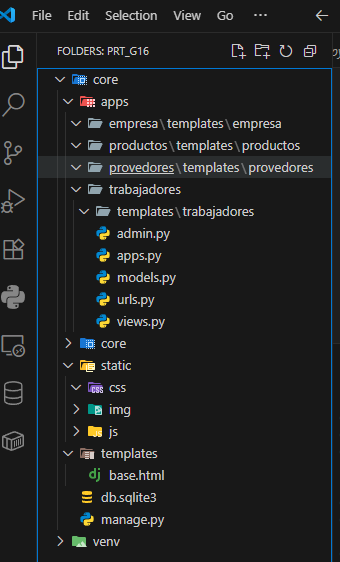 File Edit Selection View Go ···
FOLDERS: PRT_G16
core
apps
empresa\templates\empresa
productos\templates\productos
provedores\templates\provedores
trabajadores
templates\trabajadores
admin.py
apps.py
models.py
urls.py
views.py
core
static
css
img
js
templates
dj base.html
db.sqlite3
manage.py
venv